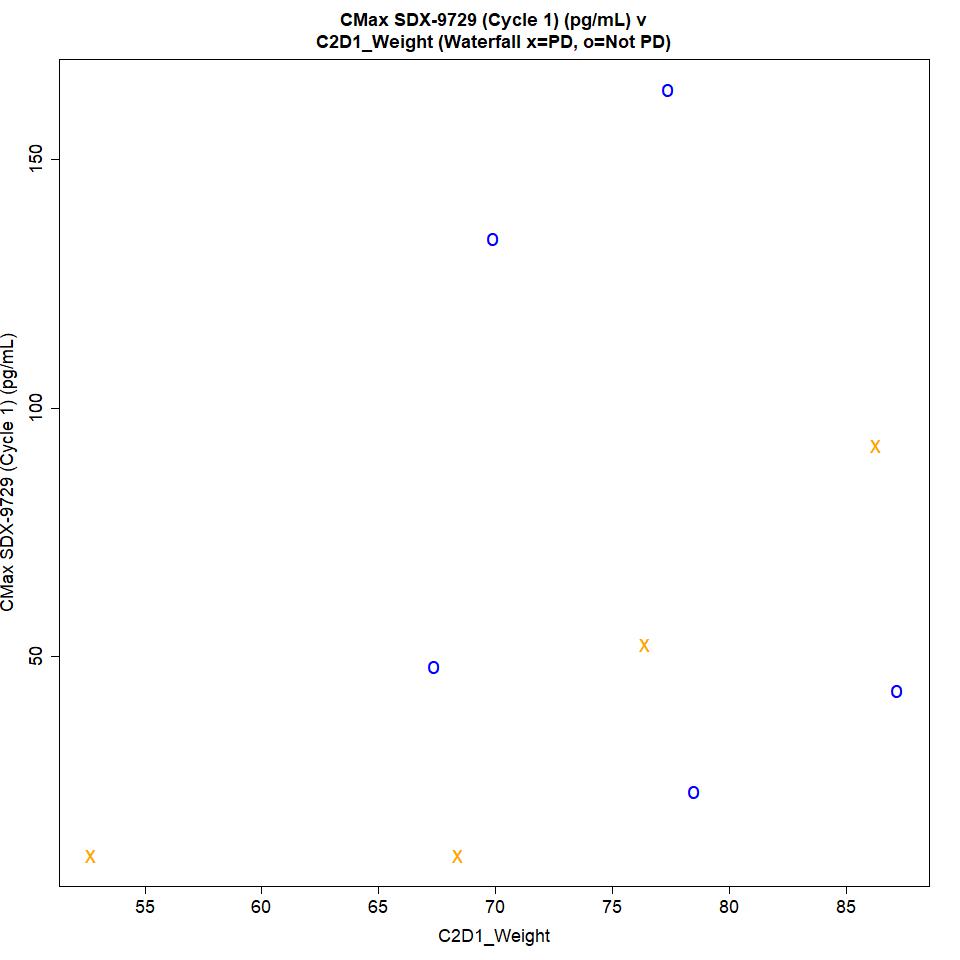 CMax SDX-9729 (Cycle 1) (pg/mL) v
C2D1_Weight (Waterfall x=PD, o=Not PD)
CMax SDX-9729 (Cycle 1) (pg/mL)
150
100
50
O
O
X
X
O
O
O
X
X
55
60
65
70
75
80
85
C2D1_Weight